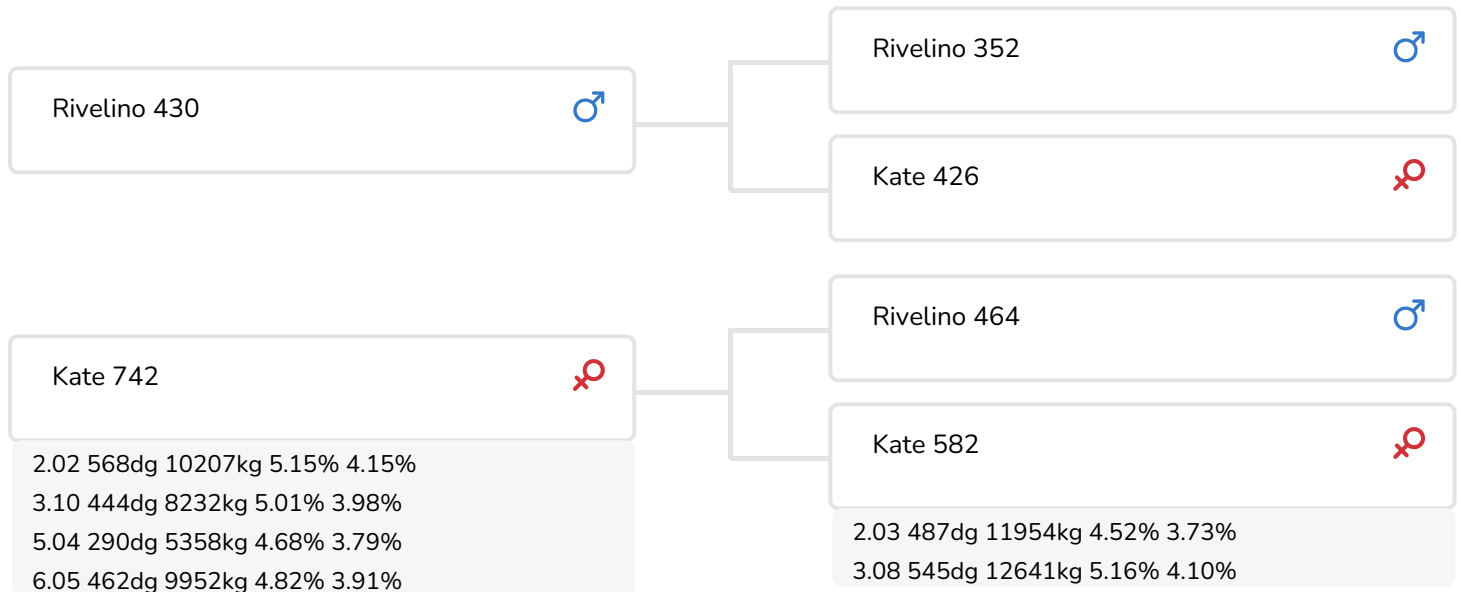 Rivelino 430
Rivelino 352
Kate 426
Kate 742
2.02 568dg 10207kg 5.15% 4.15%
3.10 444dg 8232kg 5.01% 3.98%
5.04 290dg 5358kg 4.68% 3.79%
6.05 462dg 9952kg 4.82% 3.91%
Rivelino 464
Kate 582
2.03 487dg 11954kg 4.52% 3.73%
3.08 545dg 12641kg 5.16% 4.10%